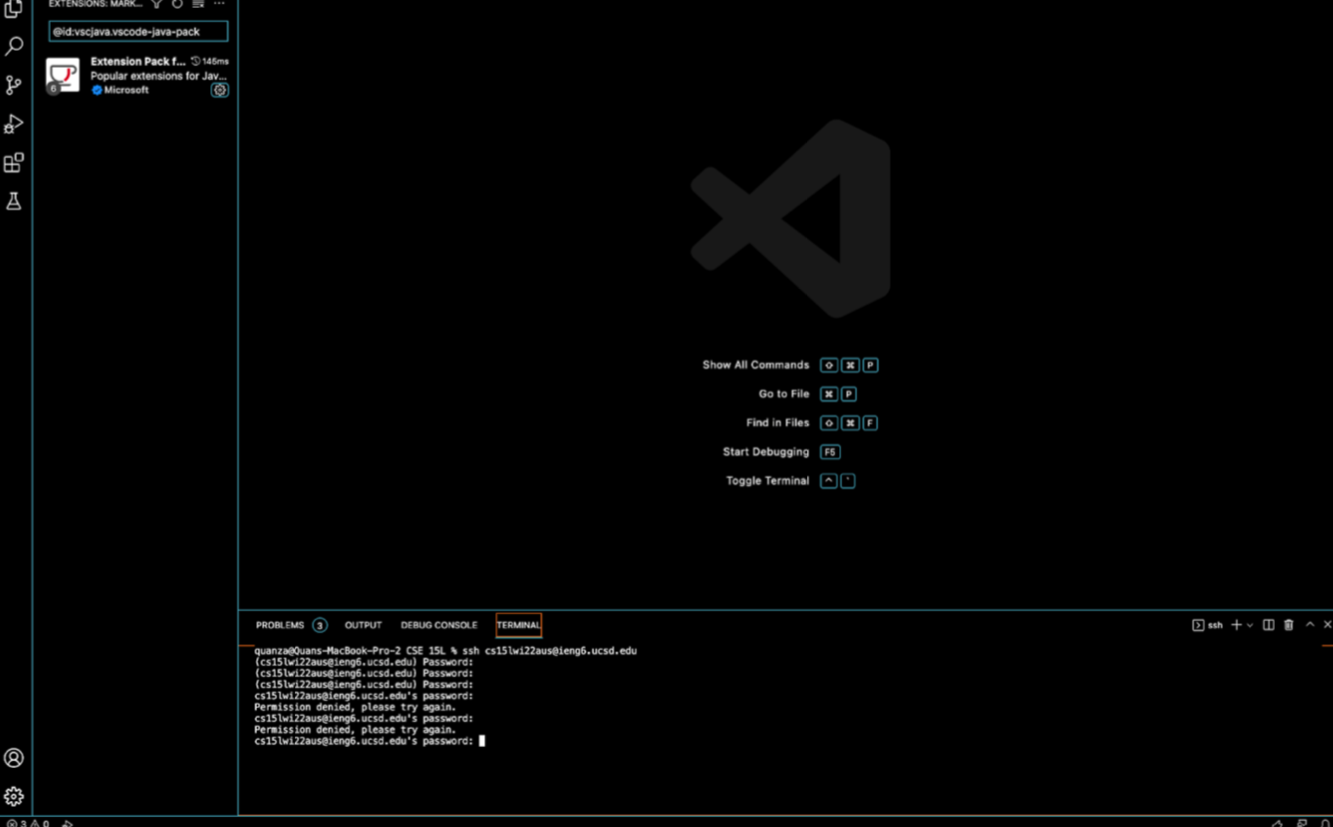 EXTENSIONS: MARK...
@id:vscjava.vscode-java-pack
Extension Pack f... 146ms
Popular extensions for Jav...
6
Microsoft
Show All Commands ⇧ ⌘ P
Go to File ⌘ P
Find in Files ⇧ ⌘ F
Start Debugging F5
Toggle Terminal ^ `
PROBLEMS 3 OUTPUT DEBUG CONSOLE TERMINAL ssh
quanza@Quans-MacBook-Pro-2 CSE 15L % ssh cs15lwi22aus@ieng6.ucsd.edu
(cs15lwi22aus@ieng6.ucsd.edu) Password:
(cs15lwi22aus@ieng6.ucsd.edu) Password:
(cs15lwi22aus@ieng6.ucsd.edu) Password:
cs15lwi22aus@ieng6.ucsd.edu's password:
Permission denied, please try again.
cs15lwi22aus@ieng6.ucsd.edu's password:
Permission denied, please try again.
cs15lwi22aus@ieng6.ucsd.edu's password:
3 0